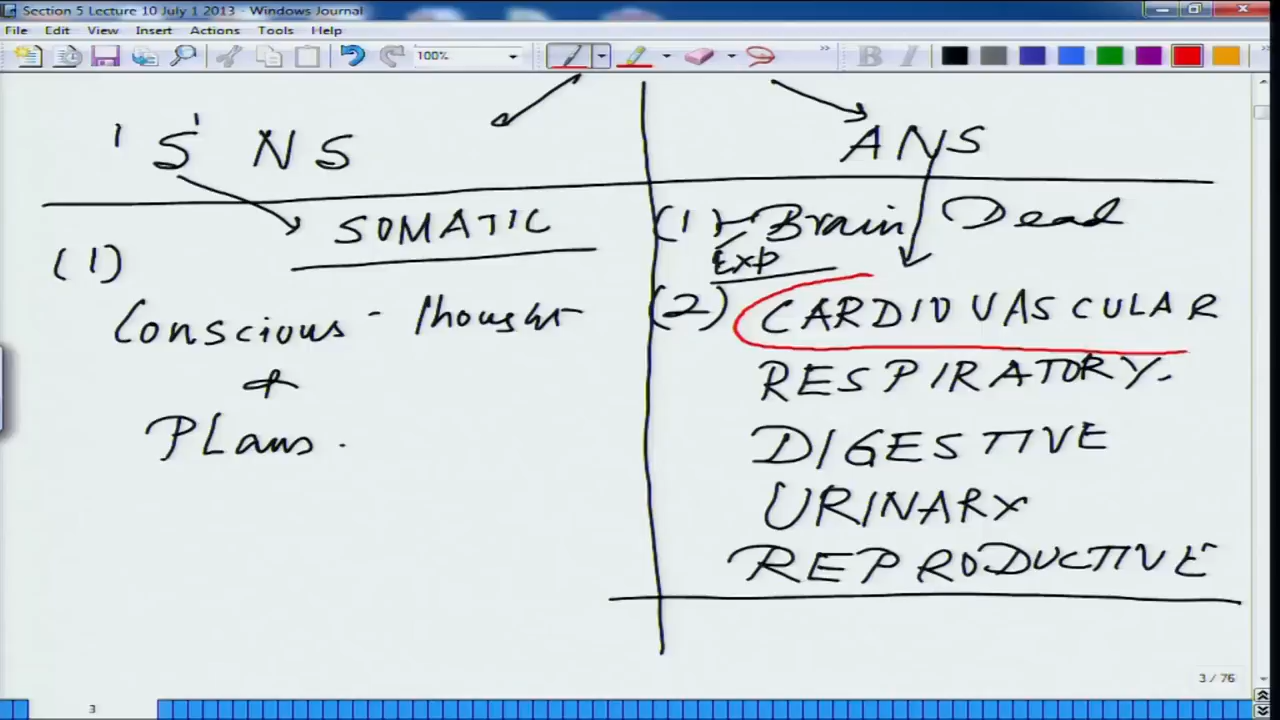 Section 5 Lecture 10 July 1 2013 - Windows Journal
File Edit View Insert Actions Tools Help
100%
B I
'S' N S
ANS
SOMATIC
(1)
Conscious - thought
&
PLans.
(1) Brain Dead
Exp
(2) CARDIOVASCULAR
RESPIRATORY.
DIGESTIVE
URINARY
REPRODUCTIVE
3 / 76
3